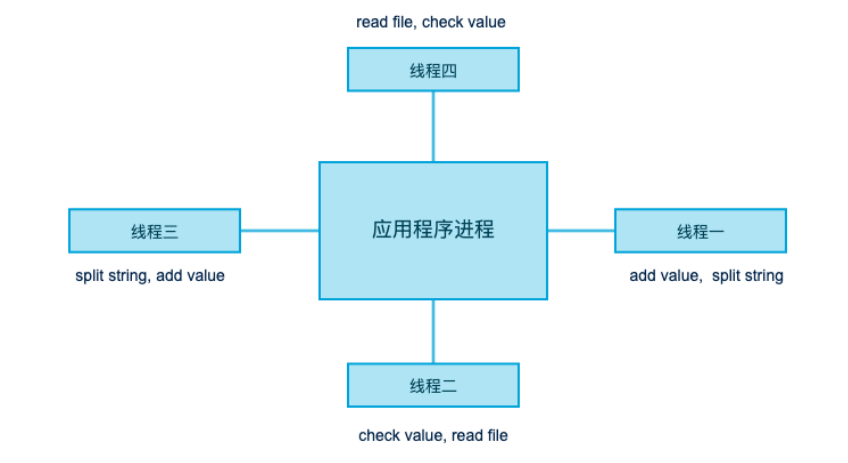 read file, check value
线程四
应用程序进程
线程三
线程一
split string, add value
add value,  split string
线程二
check value, read file